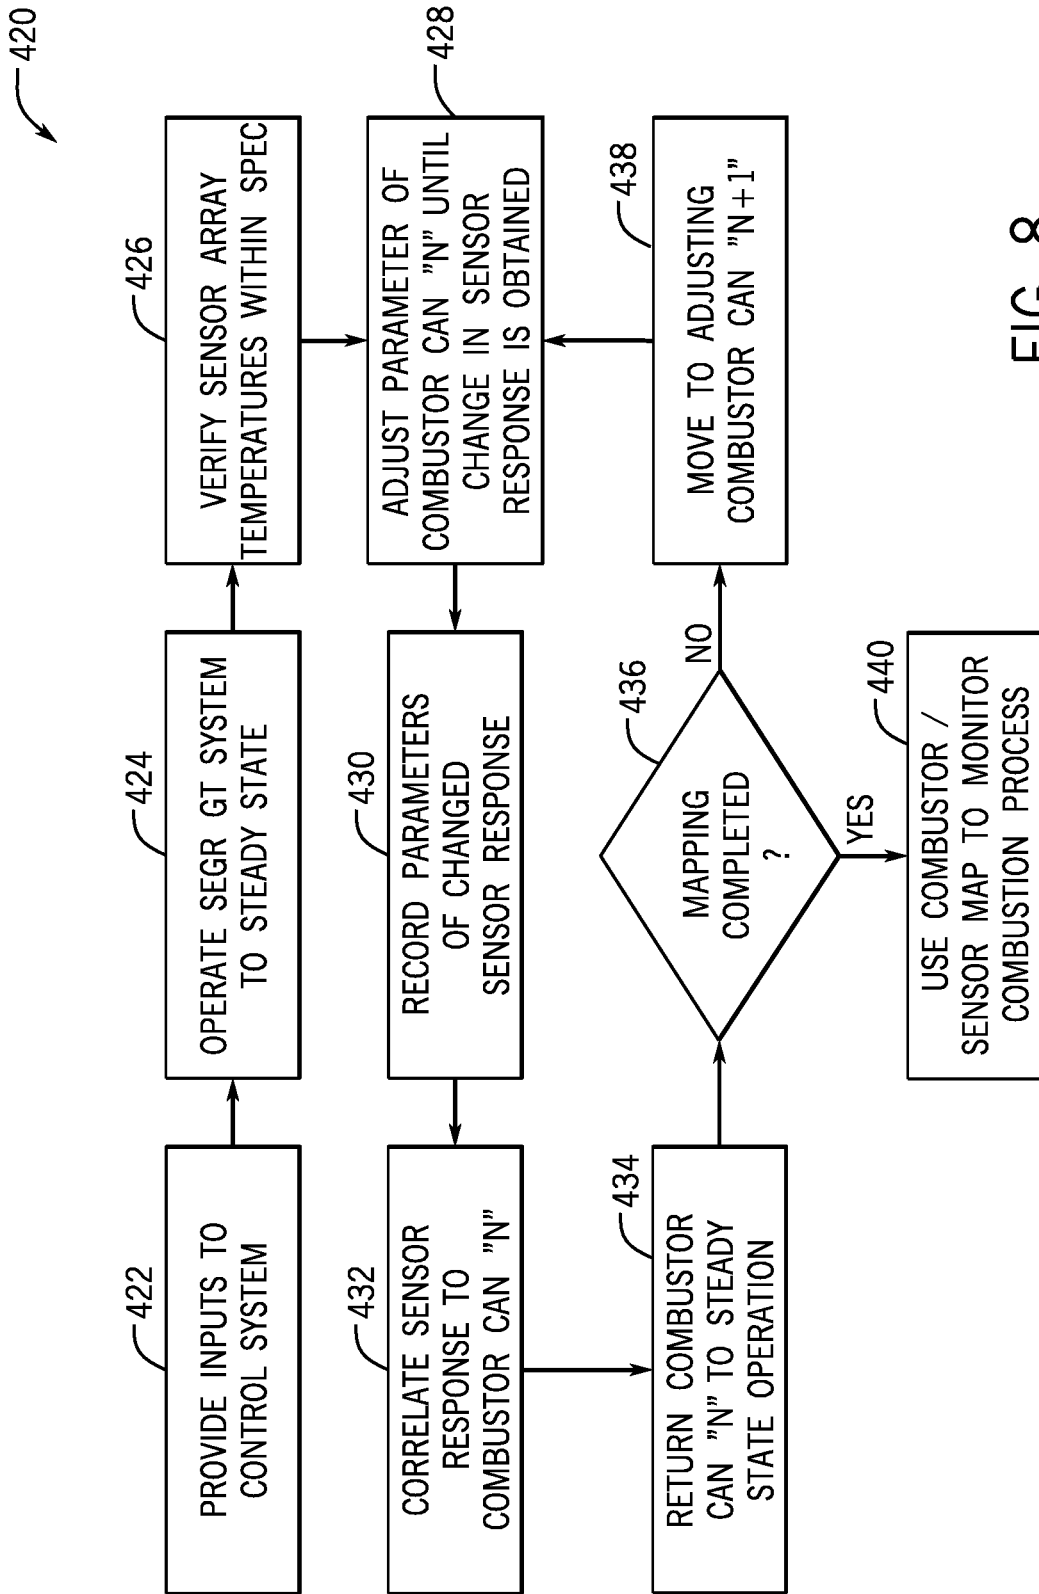 420
422
PROVIDE INPUTS TO
CONTROL SYSTEM
424
OPERATE SEGR GT SYSTEM
TO STEADY STATE
426
VERIFY SENSOR ARRAY
TEMPERATURES WITHIN SPEC
428
ADJUST PARAMETER OF
COMBUSTOR CAN "N" UNTIL
CHANGE IN SENSOR
RESPONSE IS OBTAINED
430
RECORD PARAMETERS
OF CHANGED
SENSOR RESPONSE
432
CORRELATE SENSOR
RESPONSE TO
COMBUSTOR CAN "N"
434
RETURN COMBUSTOR
CAN "N" TO STEADY
STATE OPERATION
436
MAPPING
COMPLETED
?
NO
438
MOVE TO ADJUSTING
COMBUSTOR CAN "N+1"
YES
440
USE COMBUSTOR /
SENSOR MAP TO MONITOR
COMBUSTION PROCESS
FIG. 8